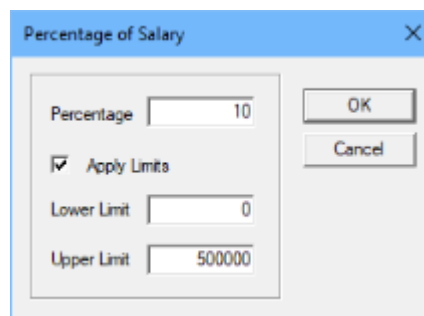 Percentage of Salary
Percentage 10
OK
Apply Limits
Cancel
Lower Limit 0
Upper Limit 500000